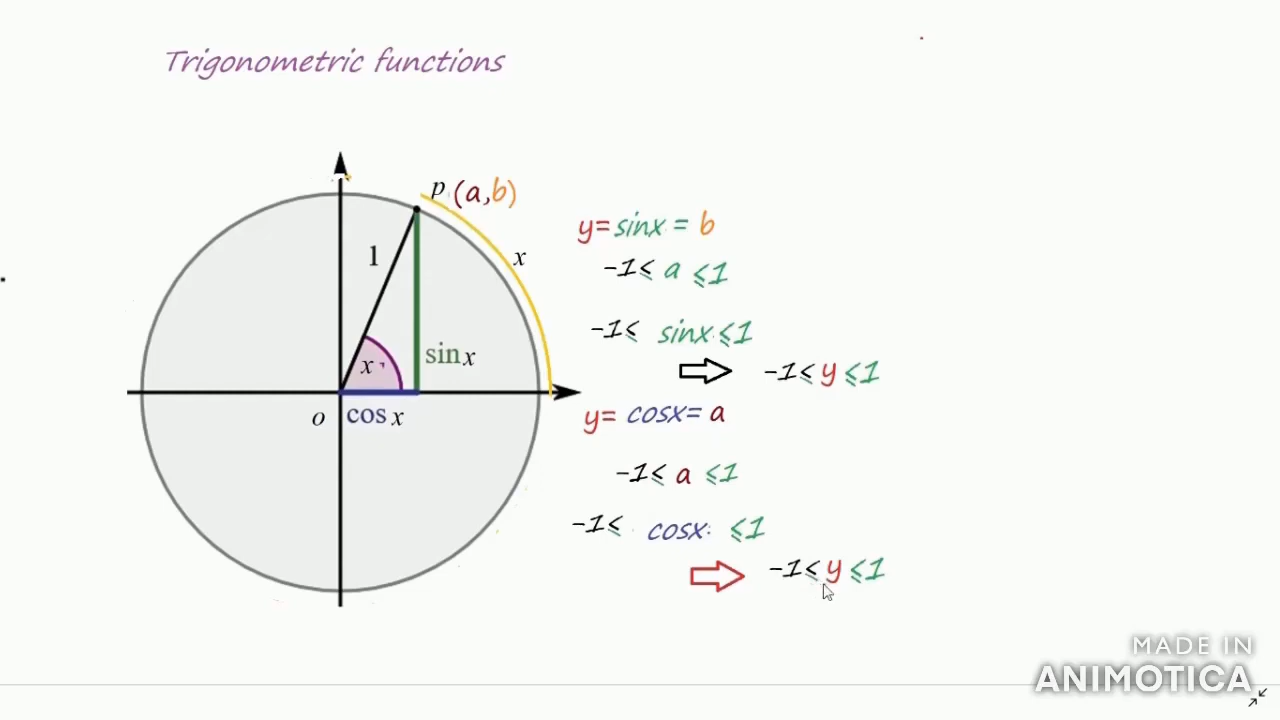 Trigonometric functions
p (a,b)
1
x
x
sin x
o
cos x
y= sinx = b
-1≤ a ≤1
-1≤ sinx ≤1
⇨ -1≤ y ≤1
y= cosx= a
-1≤ a ≤1
-1≤ cosx ≤1
⇨ -1≤ y ≤1
MADE IN
ANIMOTICA